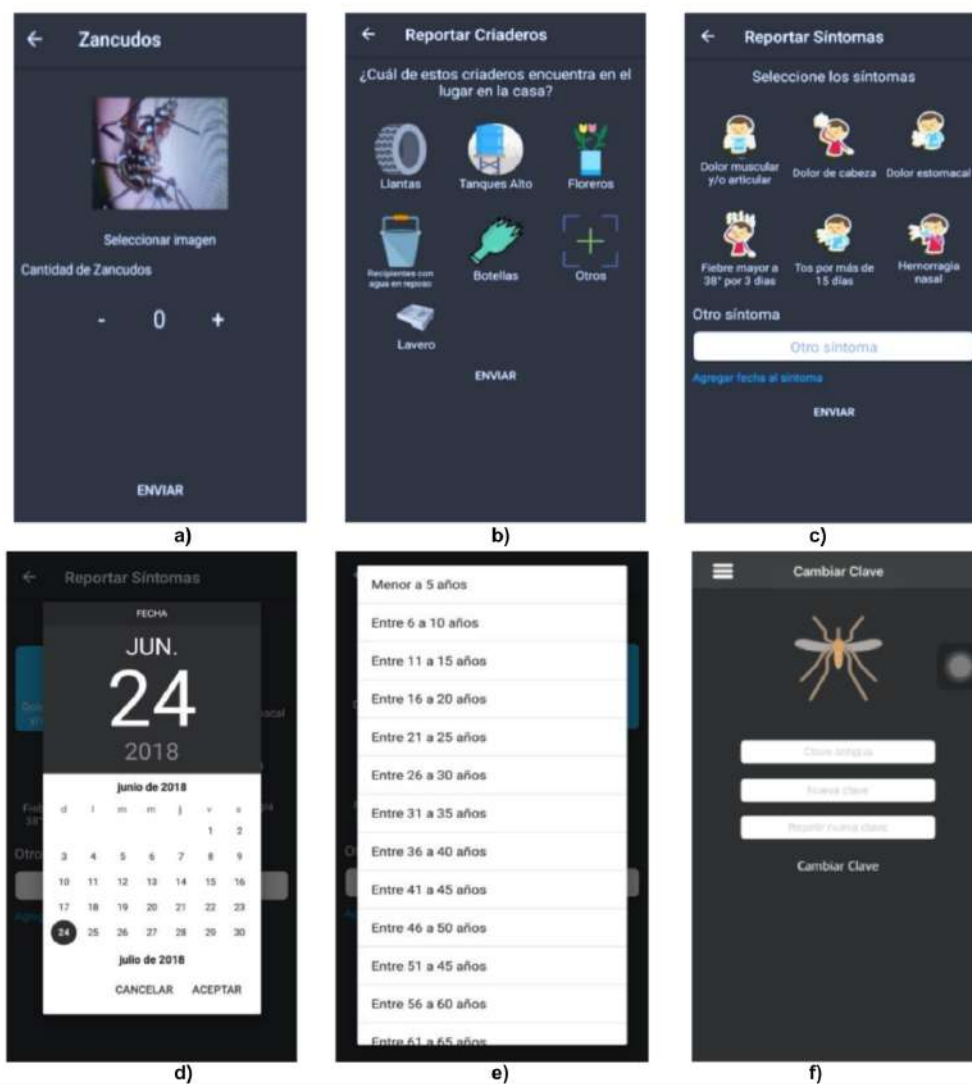 Zancudos
Seleccionar imagen
Cantidad de Zancudos
- 0 +
ENVIAR
a)
Reportar Criaderos
¿Cuál de estos criaderos encuentra en el
lugar en la casa?
Llantas Tanques Alto Floreros
Recipientes con
agua en reposo
Botellas Otros
Lavero
ENVIAR
b)
Reportar Síntomas
Seleccione los síntomas
Dolor muscular
y/o articular
Dolor de cabeza Dolor estomacal
Fiebre mayor a
38° por 3 dias
Tos por más de
15 días
Hemorragia
nasal
Otro síntoma
Otro síntoma
Agregar fecha al síntoma
ENVIAR
c)
Reportar Síntomas
FECHA
JUN.
24
2018
junio de 2018
d l m m j v s
1 2
3 4 5 6 7 8 9
10 11 12 13 14 15 16
17 18 19 20 21 22 23
24 25 26 27 28 29 30
julio de 2018
CANCELAR ACEPTAR
d)
Menor a 5 años
Entre 6 a 10 años
Entre 11 a 15 años
Entre 16 a 20 años
Entre 21 a 25 años
Entre 26 a 30 años
Entre 31 a 35 años
Entre 36 a 40 años
Entre 41 a 45 años
Entre 46 a 50 años
Entre 51 a 45 años
Entre 56 a 60 años
Entre 61 a 65 años
e)
Cambiar Clave
Clave antigua
Nueva clave
Repetir nueva clave
Cambiar Clave
f)